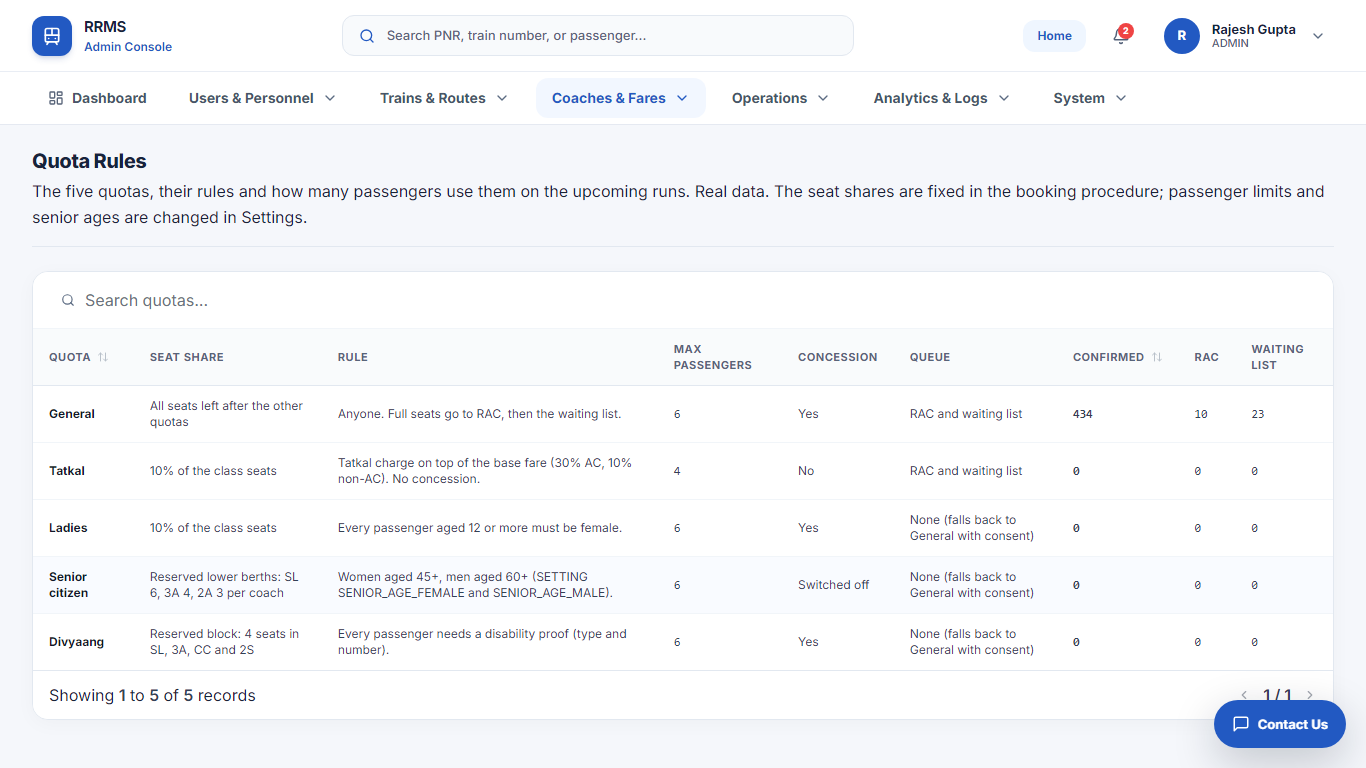 RRMS
Admin Console
Search PNR, train number, or passenger...
Home
2
R
Rajesh Gupta
ADMIN
Dashboard
Users & Personnel
Trains & Routes
Coaches & Fares
Operations
Analytics & Logs
System
Quota Rules
The five quotas, their rules and how many passengers use them on the upcoming runs. Real data. The seat shares are fixed in the booking procedure; passenger limits and
senior ages are changed in Settings.
Search quotas...
QUOTA SEAT SHARE RULE MAX PASSENGERS CONCESSION QUEUE CONFIRMED RAC WAITING LIST
General All seats left after the other quotas Anyone. Full seats go to RAC, then the waiting list. 6 Yes RAC and waiting list 434 10 23
Tatkal 10% of the class seats Tatkal charge on top of the base fare (30% AC, 10% non-AC). No concession. 4 No RAC and waiting list 0 0 0
Ladies 10% of the class seats Every passenger aged 12 or more must be female. 6 Yes None (falls back to General with consent) 0 0 0
Senior citizen Reserved lower berths: SL 6, 3A 4, 2A 3 per coach Women aged 45+, men aged 60+ (SETTING SENIOR_AGE_FEMALE and SENIOR_AGE_MALE). 6 Switched off None (falls back to General with consent) 0 0 0
Divyaang Reserved block: 4 seats in SL, 3A, CC and 2S Every passenger needs a disability proof (type and number). 6 Yes None (falls back to General with consent) 0 0 0
Showing 1 to 5 of 5 records
1 / 1
Contact Us